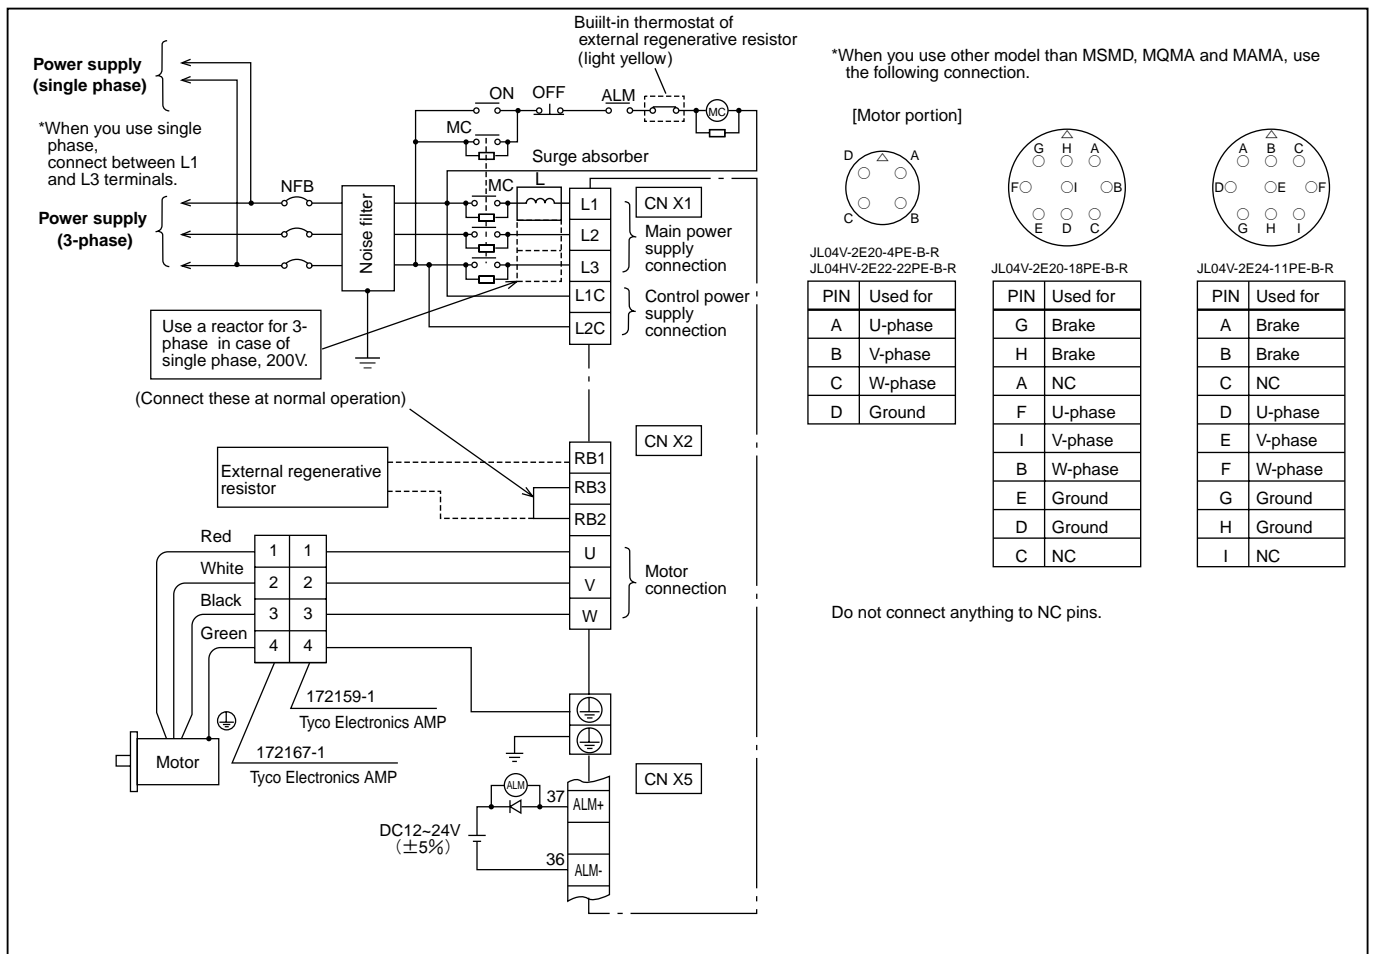 Buiilt-in thermostat of
external regenerative resistor
(light yellow)
Power supply
(single phase)
*When you use single
phase,
connect between L1
and L3 terminals.
Power supply
(3-phase)
NFB
Noise filter
ON
OFF
ALM
MC
MC
Surge absorber
MC
L
L1
L2
L3
L1C
L2C
CN X1
Main power
supply
connection
Control power
supply
connection
Use a reactor for 3-
phase in case of
single phase, 200V.
(Connect these at normal operation)
External regenerative
resistor
RB1
RB3
RB2
CN X2
U
V
W
Motor
connection
Red
White
Black
Green
1 1
2 2
3 3
4 4
172159-1
Tyco Electronics AMP
172167-1
Tyco Electronics AMP
Motor
CN X5
ALM
37
ALM+
DC12~24V
(±5%)
36
ALM-
*When you use other model than MSMD, MQMA and MAMA, use
the following connection.
[Motor portion]
D A
C B
JL04V-2E20-4PE-B-R
JL04HV-2E22-22PE-B-R
PIN Used for
A U-phase
B V-phase
C W-phase
D Ground
G H A
F I B
E D C
JL04V-2E20-18PE-B-R
PIN Used for
G Brake
H Brake
A NC
F U-phase
I V-phase
B W-phase
E Ground
D Ground
C NC
A B C
D E F
G H I
JL04V-2E24-11PE-B-R
PIN Used for
A Brake
B Brake
C NC
D U-phase
E V-phase
F W-phase
G Ground
H Ground
I NC
Do not connect anything to NC pins.